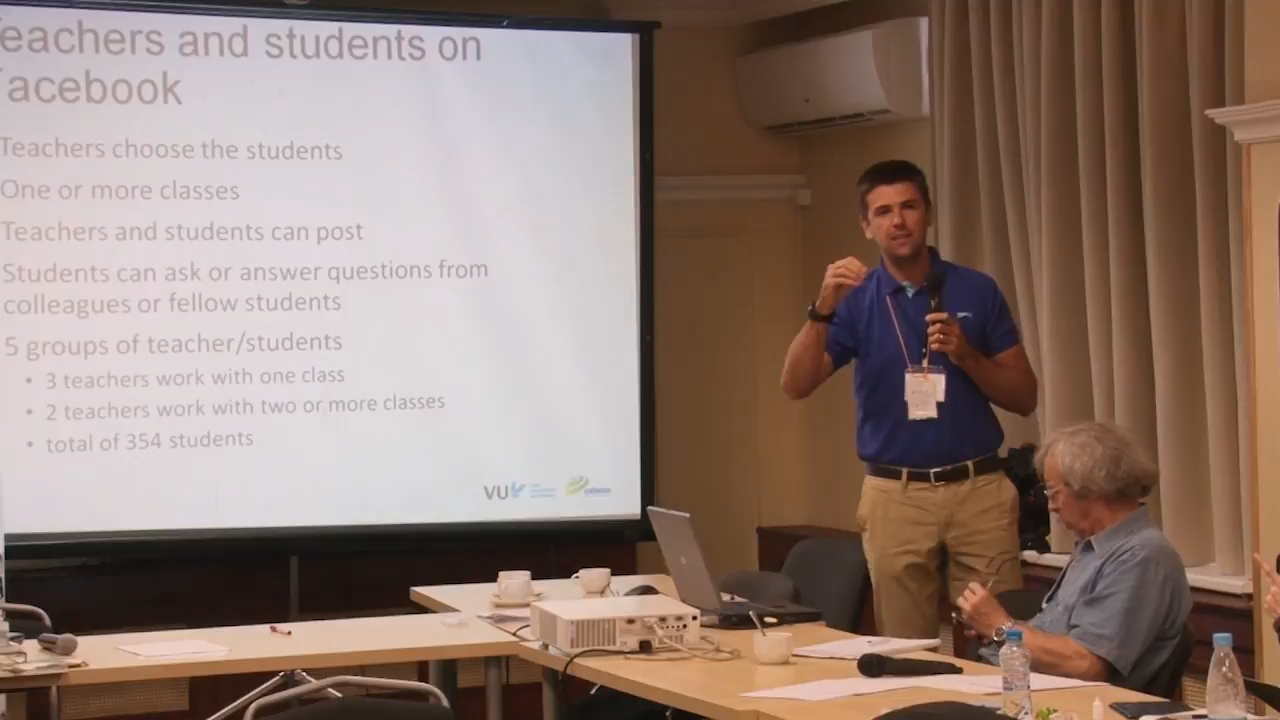 eachers and students on
acebook
Teachers choose the students
One or more classes
Teachers and students can post
Students can ask or answer questions from
colleagues or fellow students
5 groups of teacher/students
• 3 teachers work with one class
• 2 teachers work with two or more classes
• total of 354 students
VU